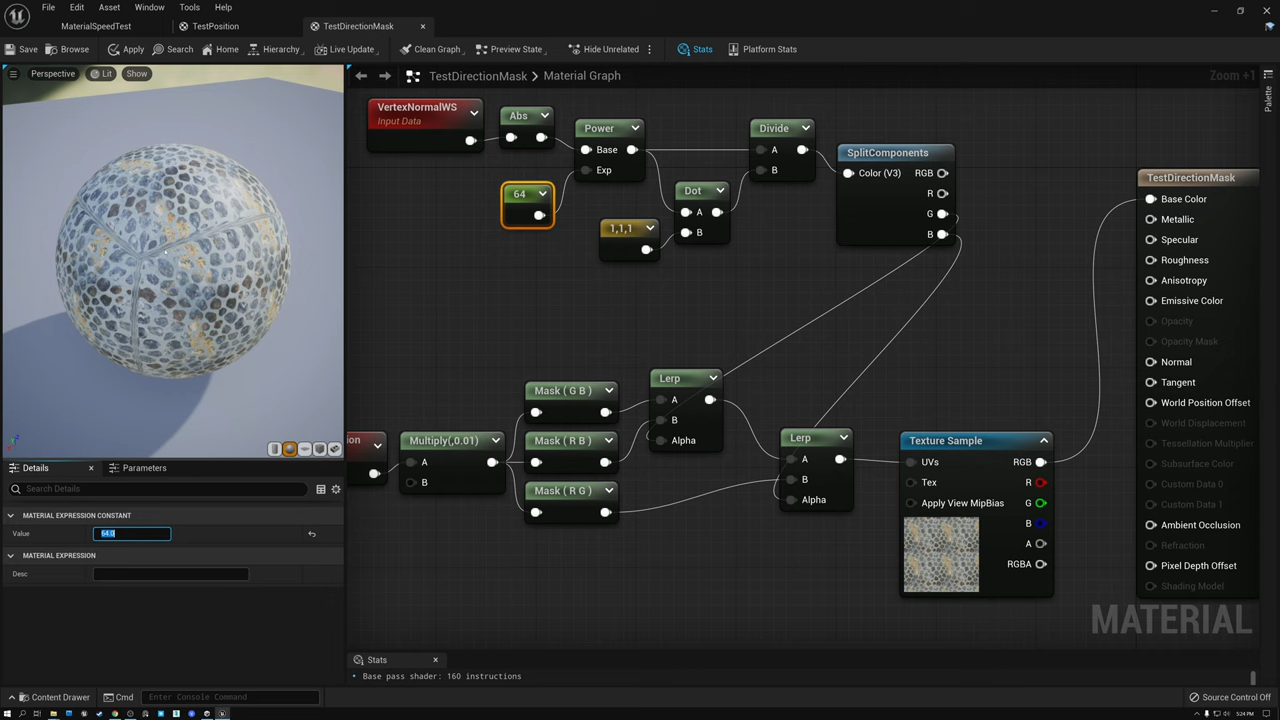 File Edit Asset Window Tools Help
MaterialSpeedTest TestPosition TestDirectionMask
Save Browse Apply Search Home Hierarchy Live Update Clean Graph Preview State Hide Unrelated Stats Platform Stats
Perspective Lit Show
TestDirectionMask Material Graph
Zoom +1
Palette
VertexNormalWS
Input Data
Abs
Power
Base
Exp
64
Dot
A
B
1,1,1
Divide
A
B
SplitComponents
Color (V3) RGB
R
G
B
TestDirectionMask
Base Color
Metallic
Specular
Roughness
Anisotropy
Emissive Color
Opacity
Opacity Mask
Normal
Tangent
World Position Offset
World Displacement
Tessellation Multiplier
Subsurface Color
Custom Data 0
Custom Data 1
Ambient Occlusion
Refraction
Pixel Depth Offset
Shading Model
ion
Multiply(,0.01)
A
B
Mask ( G B )
Mask ( R B )
Mask ( R G )
Lerp
A
B
Alpha
Lerp
A
B
Alpha
Texture Sample
UVs RGB
Tex R
Apply View MipBias G
B
A
RGBA
MATERIAL
Details Parameters
Search Details
MATERIAL EXPRESSION CONSTANT
Value 64.0
MATERIAL EXPRESSION
Desc
Stats
Base pass shader: 160 instructions
Content Drawer Cmd Enter Console Command Source Control Off
5:24 PM